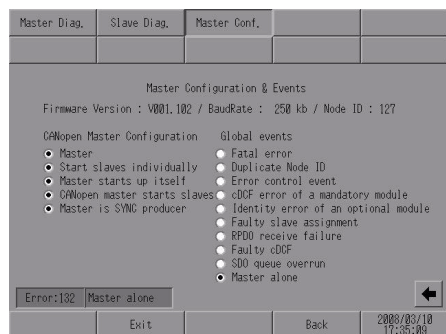 Master Diag. Slave Diag. Master Conf.
Master Configuration & Events
Firmware Version : V001.102 / BaudRate : 250 kb / Node ID : 127
CANopen Master Configuration Global events
Master Fatal error
Start slaves individually Duplicate Node ID
Master starts up itself Error control event
CANopen master starts slaves cDCF error of a mandatory module
Master is SYNC producer Identity error of an optional module
Faulty slave assignment
RPDO receive failure
Faulty cDCF
SDO queue overrun
Master alone
Error:132 Master alone
Exit Back 2008/03/10
17:35:09